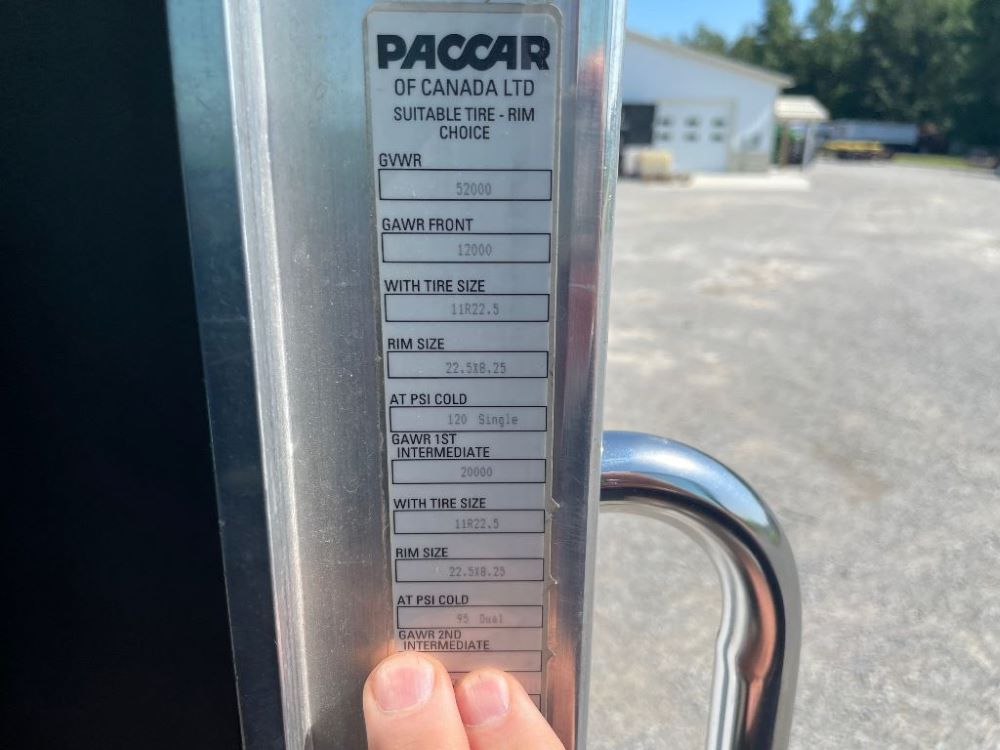 PACCAR
OF CANADA LTD
SUITABLE TIRE - RIM
CHOICE
GVWR
52000
GAWR FRONT
12000
WITH TIRE SIZE
11R22.5
RIM SIZE
22.5X8.25
AT PSI COLD
120 Single
GAWR 1ST
INTERMEDIATE
20000
WITH TIRE SIZE
11R22.5
RIM SIZE
22.5X8.25
AT PSI COLD
95 Dual
GAWR 2ND
INTERMEDIATE